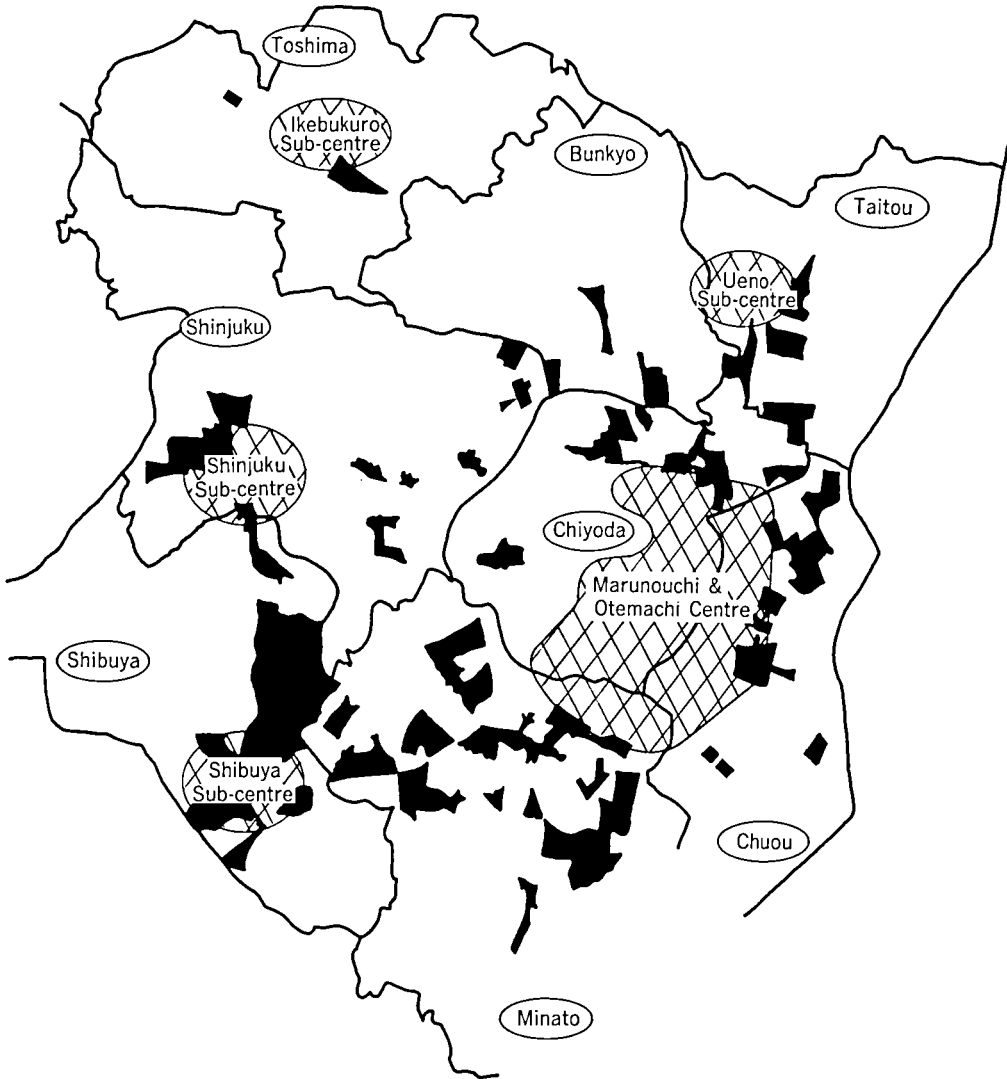 Toshima
Ikebukuro
Sub-centre
Bunkyo
Taitou
Ueno
Sub-centre
Shinjuku
Shinjuku
Sub-centre
Chiyoda
Marunouchi &
Otemachi Centre
Shibuya
Shibuya
Sub-centre
Chuou
Minato